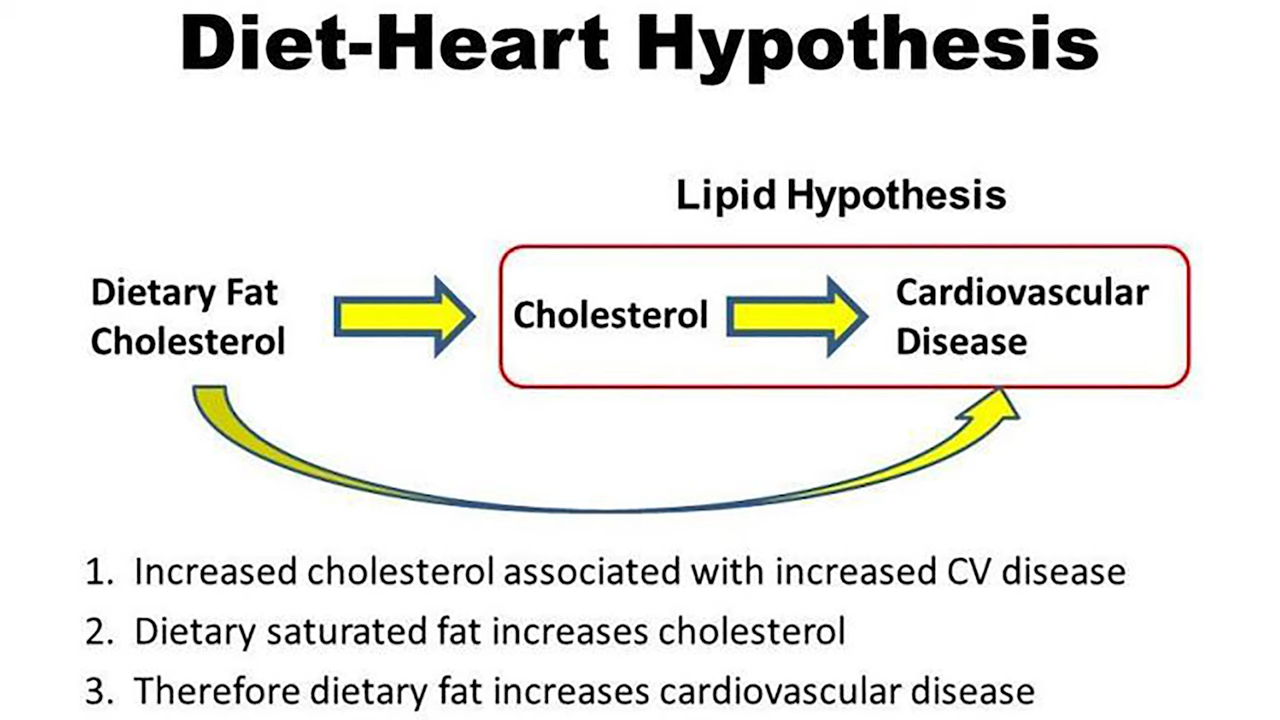 Diet-Heart Hypothesis
Lipid Hypothesis
Dietary Fat
Cholesterol
Cholesterol
Cardiovascular
Disease
1. Increased cholesterol associated with increased CV disease
2. Dietary saturated fat increases cholesterol
3. Therefore dietary fat increases cardiovascular disease